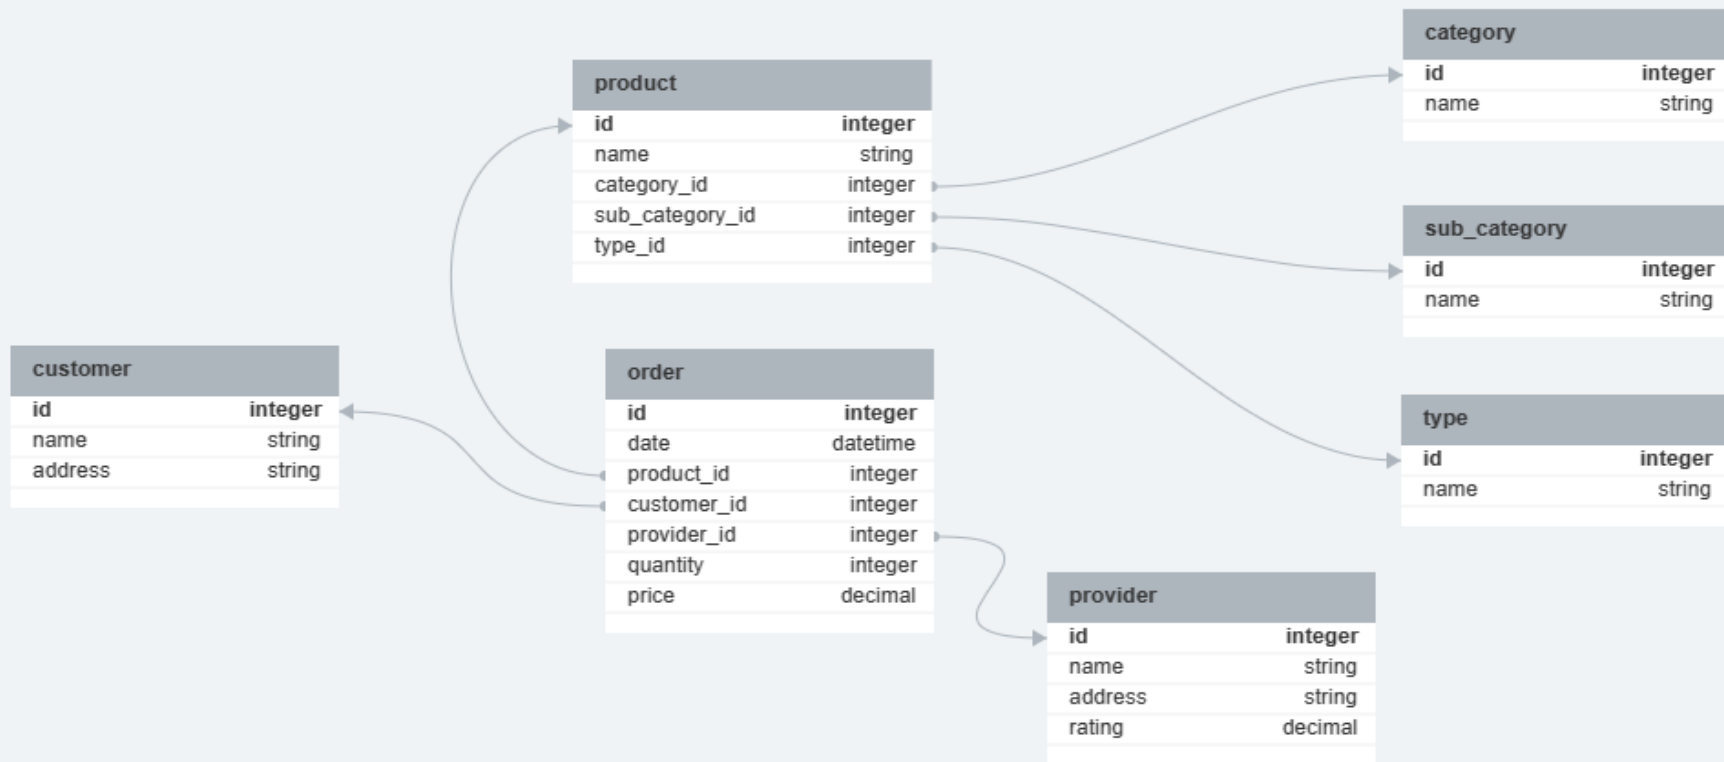 category
id integer
name string
product
id integer
name string
category_id integer
sub_category_id integer
type_id integer
sub_category
id integer
name string
customer
id integer
name string
address string
order
id integer
date datetime
product_id integer
customer_id integer
provider_id integer
quantity integer
price decimal
type
id integer
name string
provider
id integer
name string
address string
rating decimal